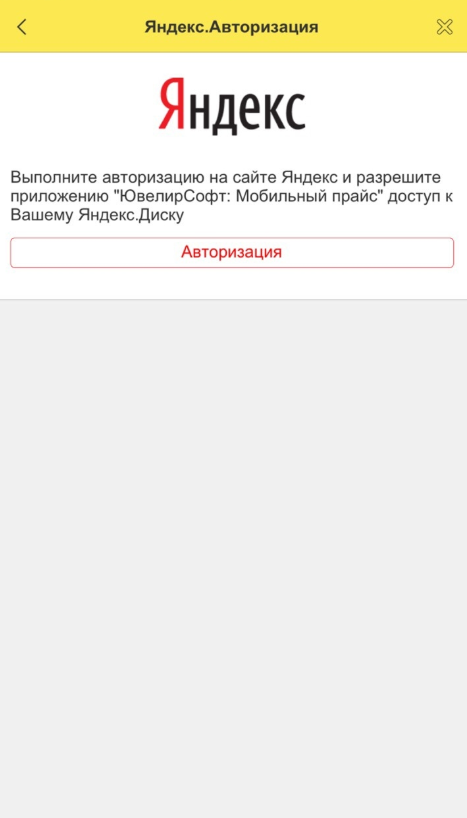 Яндекс.Авторизация
Яндекс
Выполните авторизацию на сайте Яндекс и разрешите
приложению "ЮвелирСофт: Мобильный прайс" доступ к
Вашему Яндекс.Диску
Авторизация